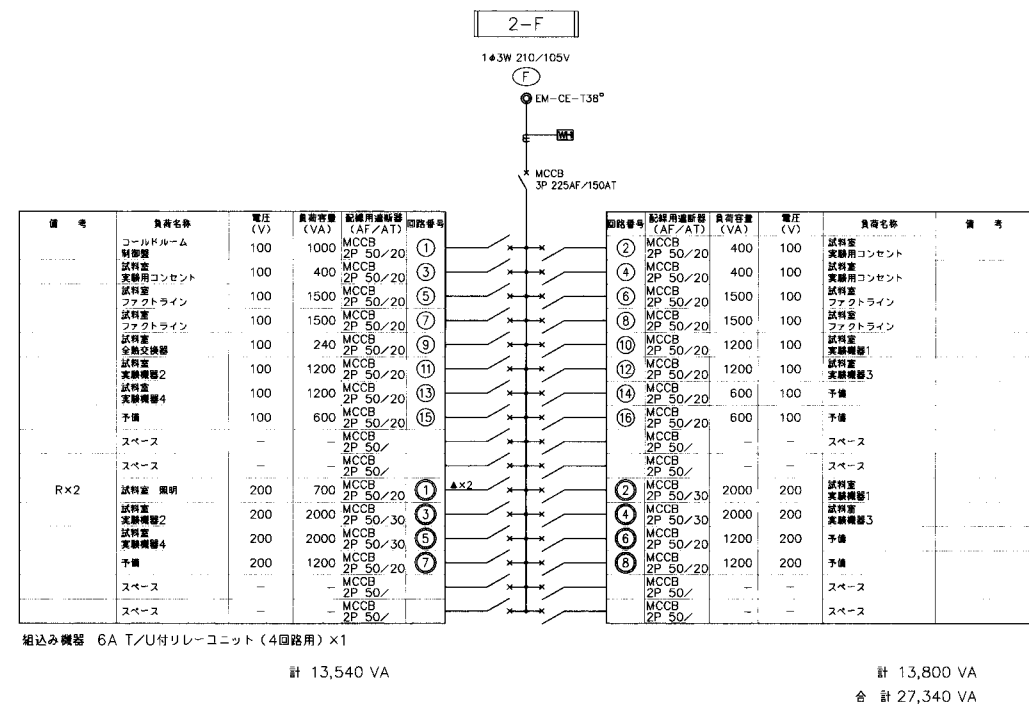 2-F
1φ3W 210/105V
F
EM-CE-T38□
WH
MCCB
3P 225AF/150AT
備 考 負荷名称 電圧(V) 負荷容量(VA) 配線用遮断器(AF/AT) 回路番号 回路番号 配線用遮断器(AF/AT) 負荷容量(VA) 電圧(V) 負荷名称 備 考
コールドルーム 制御盤 100 1000 MCCB 2P 50/20 ① ② MCCB 2P 50/20 400 100 試料室 実験用コンセント
試料室 実験用コンセント 100 400 MCCB 2P 50/20 ③ ④ MCCB 2P 50/20 400 100 試料室 実験用コンセント
試料室 ファクトライン 100 1500 MCCB 2P 50/20 ⑤ ⑥ MCCB 2P 50/20 1500 100 試料室 ファクトライン
試料室 ファクトライン 100 1500 MCCB 2P 50/20 ⑦ ⑧ MCCB 2P 50/20 1500 100 試料室 ファクトライン
試料室 全熱交換器 100 240 MCCB 2P 50/20 ⑨ ⑩ MCCB 2P 50/20 1200 100 試料室 実験機器1
試料室 実験機器2 100 1200 MCCB 2P 50/20 ⑪ ⑫ MCCB 2P 50/20 1200 100 試料室 実験機器3
試料室 実験機器4 100 1200 MCCB 2P 50/20 ⑬ ⑭ MCCB 2P 50/20 600 100 予備
予備 100 600 MCCB 2P 50/20 ⑮ ⑯ MCCB 2P 50/20 600 100 予備
スペース − − MCCB 2P 50/ MCCB 2P 50/ − − スペース
スペース − − MCCB 2P 50/ MCCB 2P 50/ − − スペース
R×2 試料室 照明 200 700 MCCB 2P 50/20 ① ▲×2 ② MCCB 2P 50/30 2000 200 試料室 実験機器1
試料室 実験機器2 200 2000 MCCB 2P 50/30 ③ ④ MCCB 2P 50/30 2000 200 試料室 実験機器3
試料室 実験機器4 200 2000 MCCB 2P 50/30 ⑤ ⑥ MCCB 2P 50/20 1200 200 予備
予備 200 1200 MCCB 2P 50/20 ⑦ ⑧ MCCB 2P 50/20 1200 200 予備
スペース − − MCCB 2P 50/ MCCB 2P 50/ − − スペース
スペース − − MCCB 2P 50/ MCCB 2P 50/ − − スペース
組込み機器 6A T/U付リレーユニット(4回路用)×1
計 13,540 VA 計 13,800 VA
合 計 27,340 VA